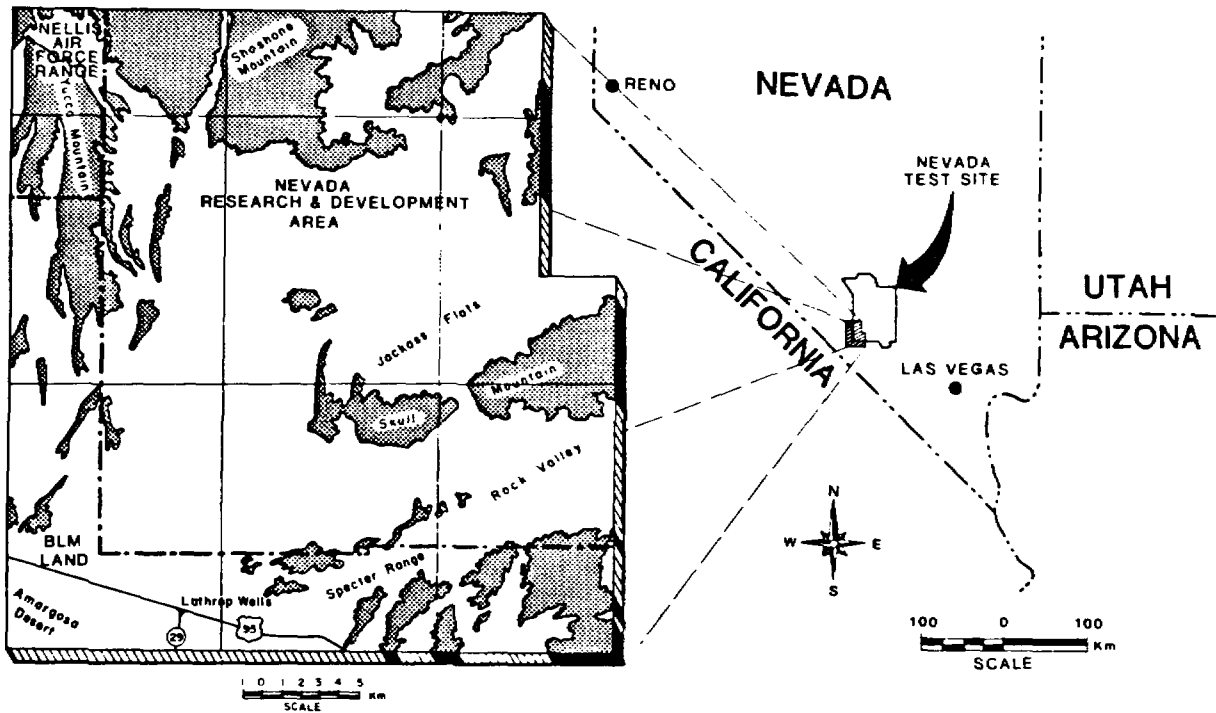 NELLIS
AIR
FORCE
RANGE
Yucca Mountain
Shoshone
Mountain
NEVADA
RESEARCH & DEVELOPMENT
AREA
Jackass Flats
Mountain
Skull
Rock Valley
BLM
LAND
Specter Range
Lathrop Wells
Amargosa
Desert
29
95
1 0 1 2 3 4 5
Km
SCALE
RENO
NEVADA
NEVADA
TEST SITE
CALIFORNIA
UTAH
ARIZONA
LAS VEGAS
N
W E
S
100 0 100
Km
SCALE